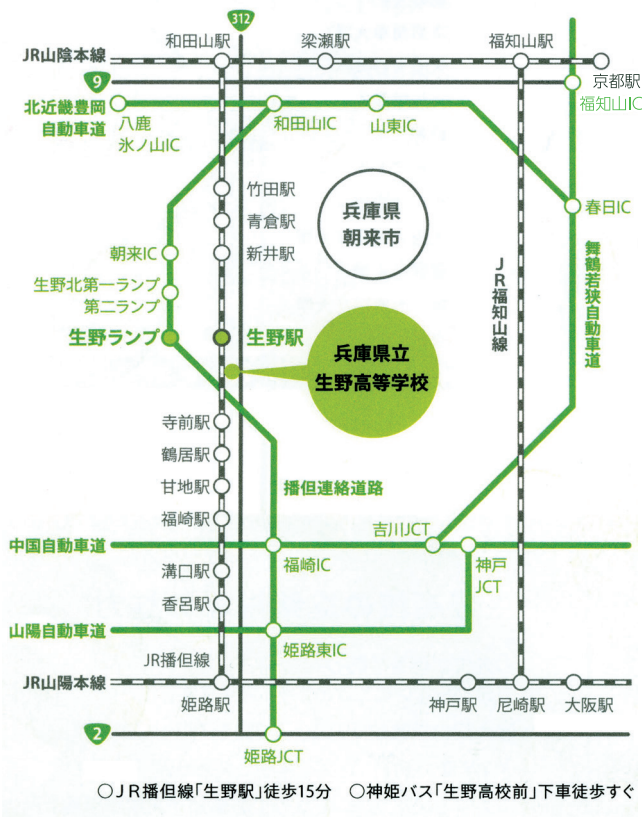 312
和田山駅
梁瀬駅
福知山駅
JR山陰本線
9
京都駅
福知山IC
北近畿豊岡
自動車道
八鹿
氷ノ山IC
和田山IC
山東IC
竹田駅
青倉駅
新井駅
兵庫県
朝来市
春日IC
朝来IC
生野北第一ランプ
第二ランプ
JR福知山線
舞鶴若狭自動車道
生野ランプ
生野駅
兵庫県立
生野高等学校
寺前駅
鶴居駅
甘地駅
福崎駅
播但連絡道路
吉川JCT
中国自動車道
福崎IC
神戸
JCT
溝口駅
香呂駅
山陽自動車道
姫路東IC
JR播但線
JR山陽本線
姫路駅
神戸駅
尼崎駅
大阪駅
2
姫路JCT
○JR播但線「生野駅」徒歩15分 ○神姫バス「生野高校前」下車徒歩すぐ